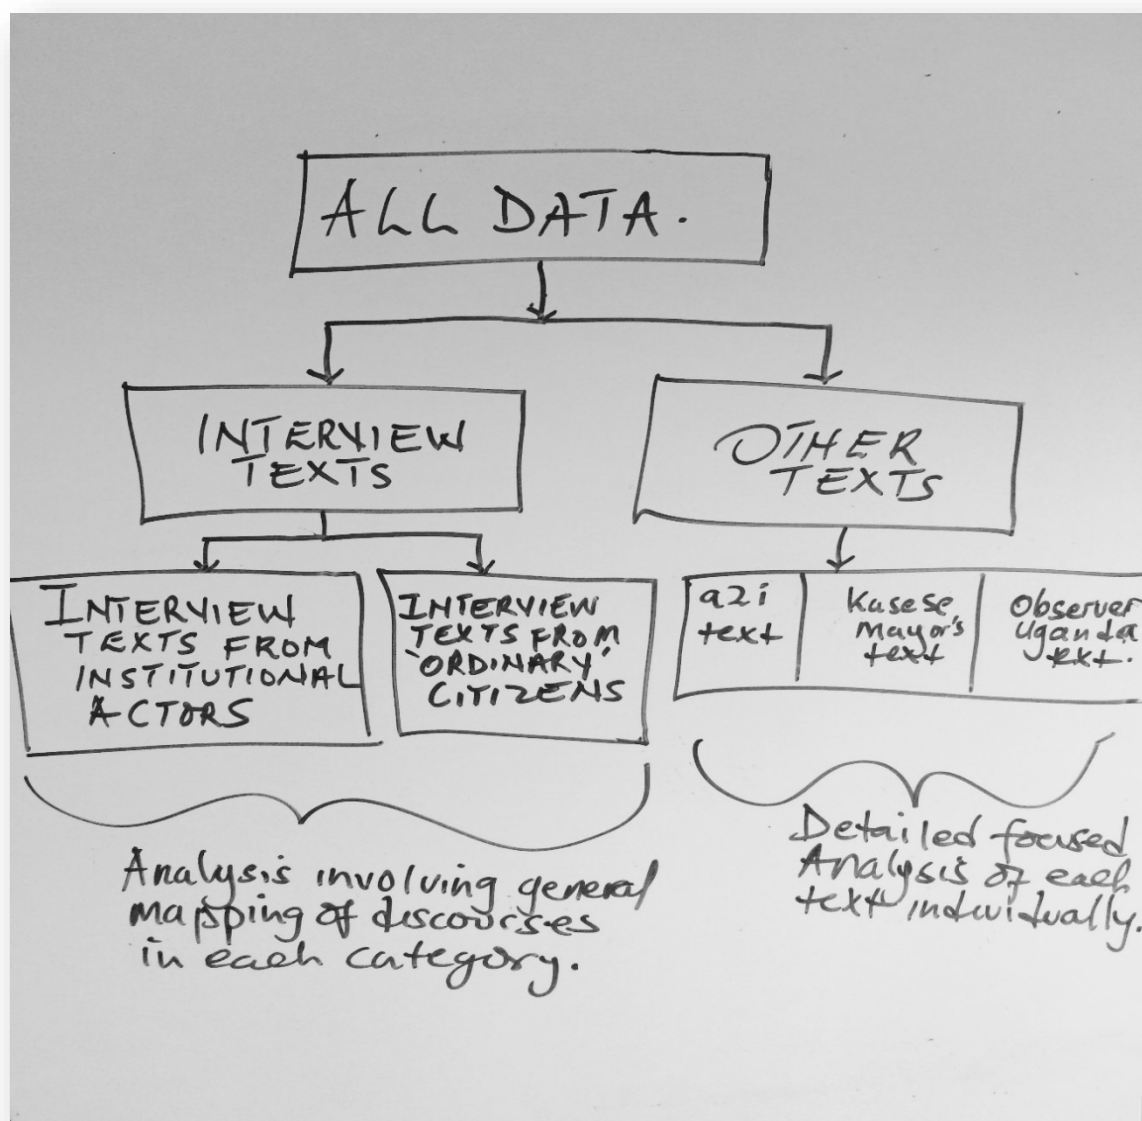 ALL DATA.
INTERVIEW
TEXTS
OTHER
TEXTS
INTERVIEW
TEXTS FROM
INSTITUTIONAL
ACTORS
INTERVIEW
TEXTS FROM
'ORDINARY'
CITIZENS
a2i
text
Kasese
Mayor's
text
Observer
Uganda
text.
Analysis involving general
mapping of discourses
in each category.
Detailed focused
Analysis of each
text individually.